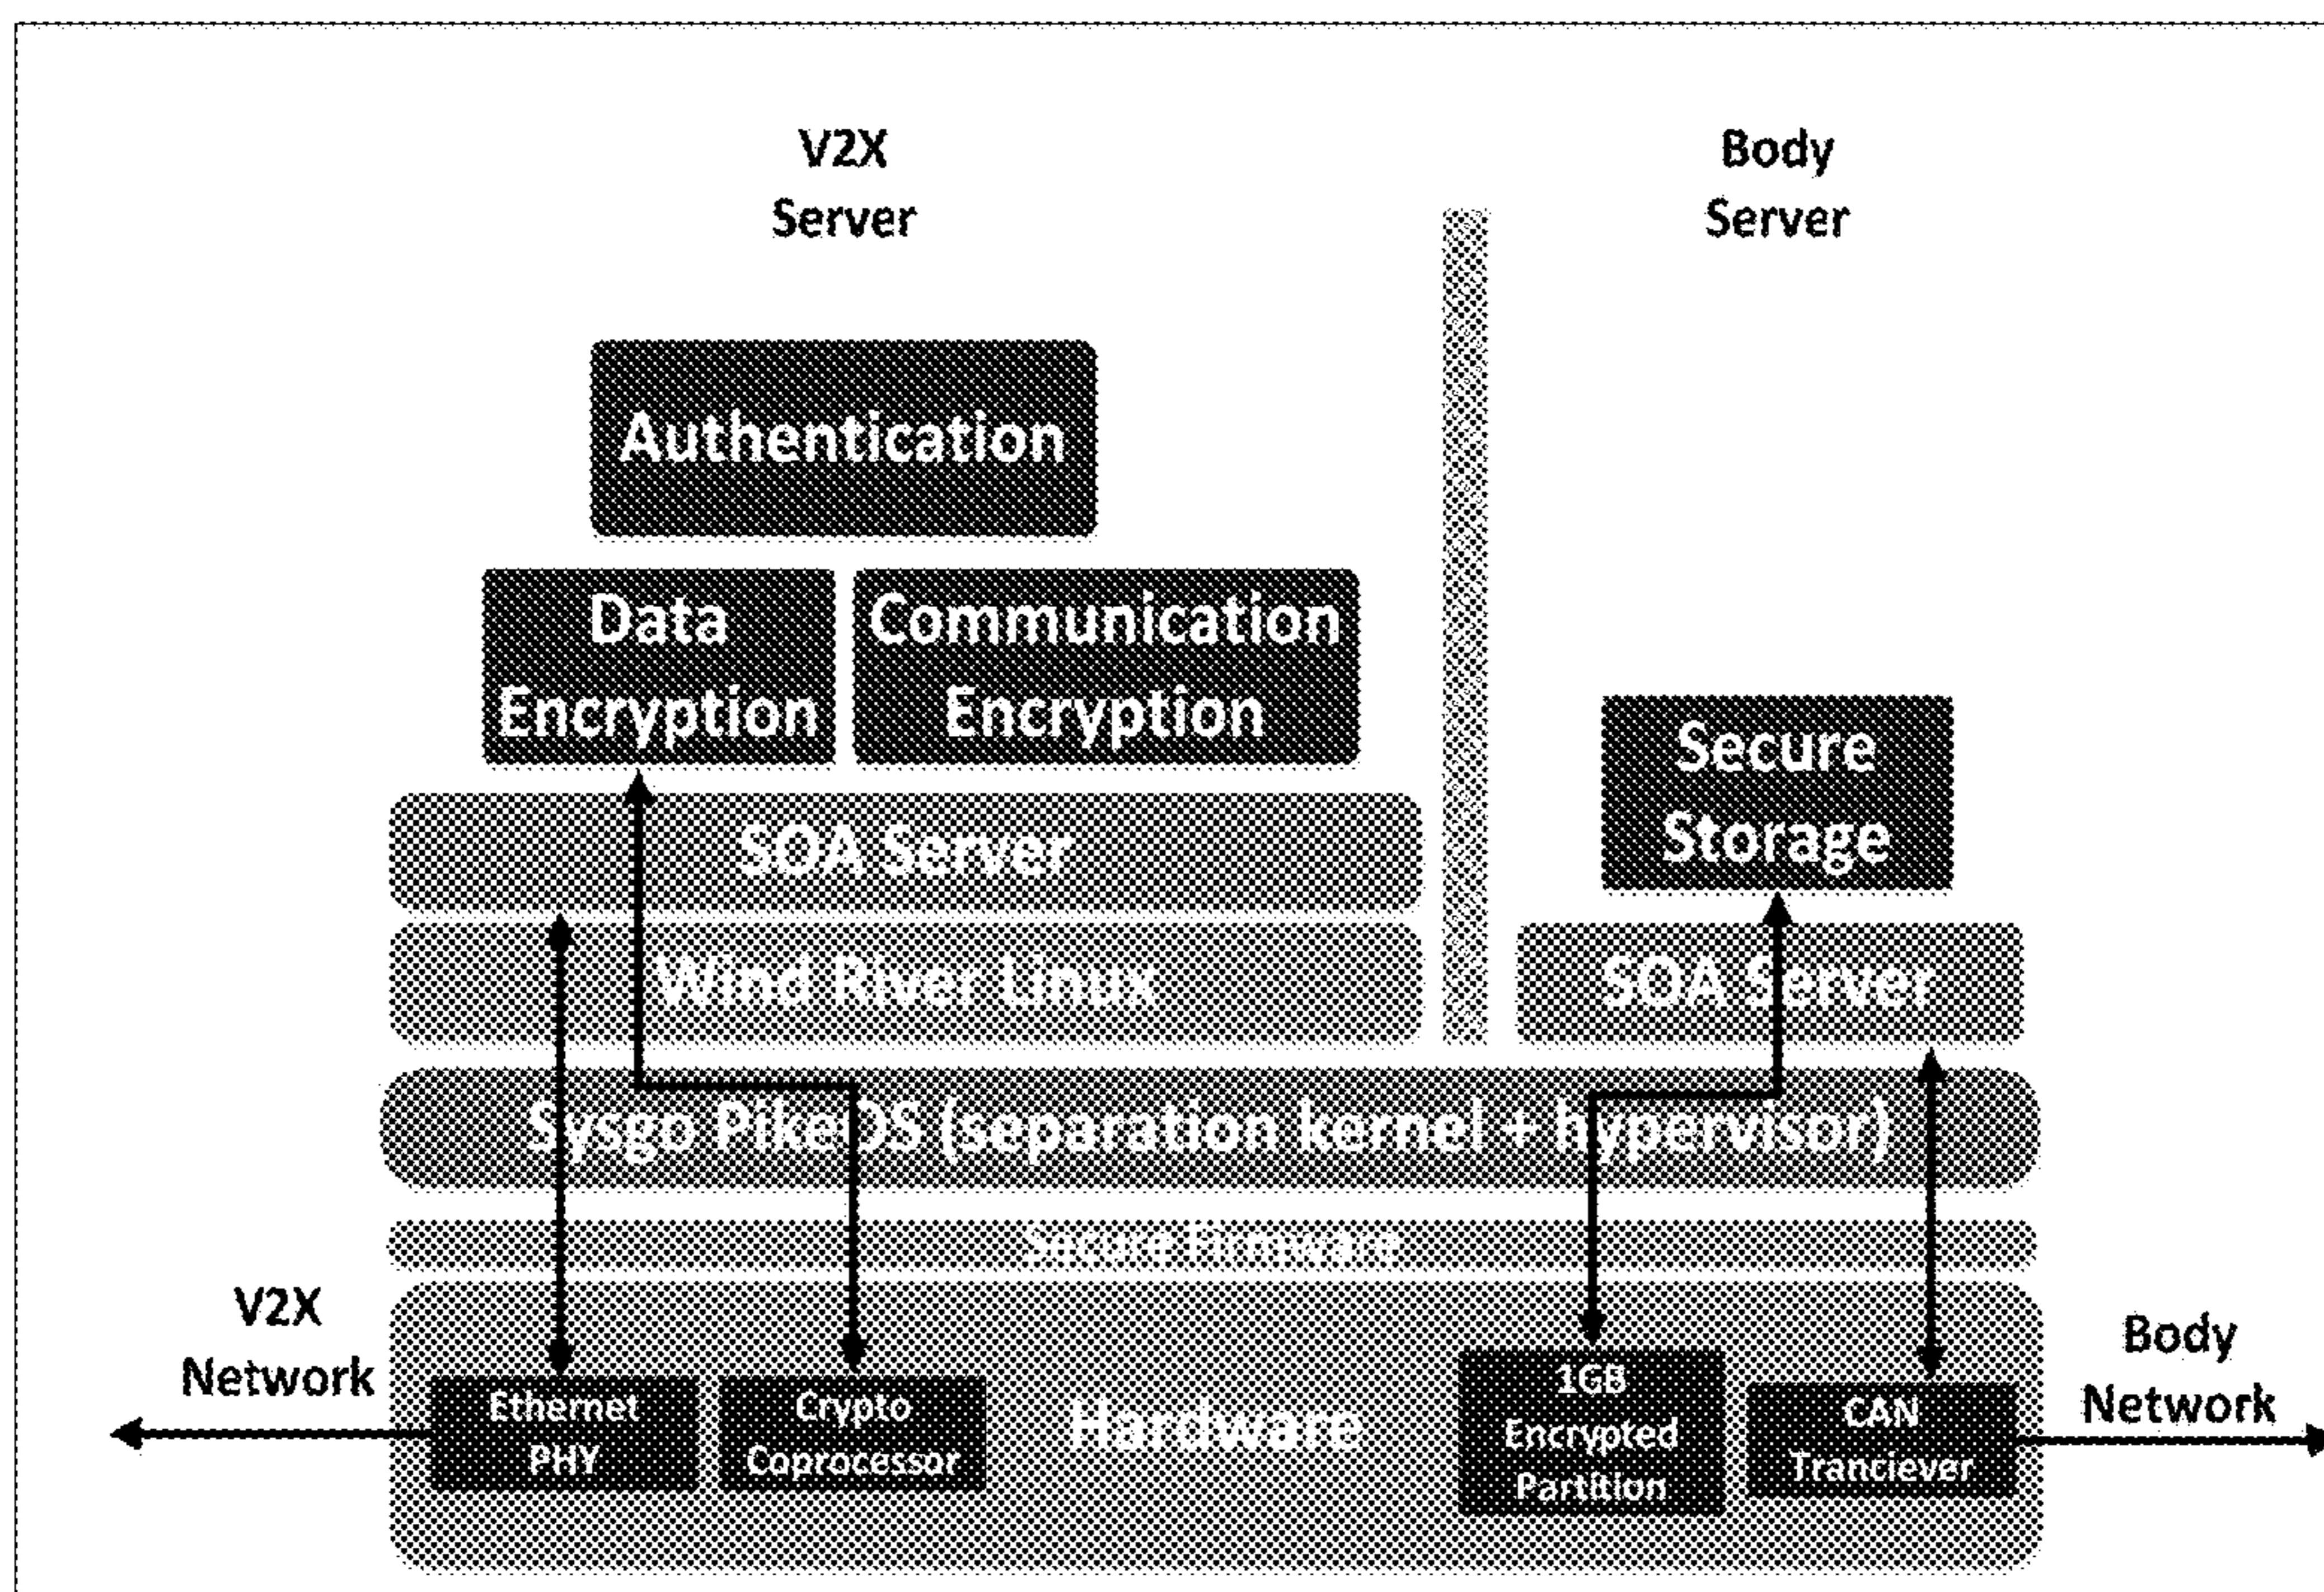 V2X
Server
Body
Server
Authentication
Data
Encryption
Communication
Encryption
Secure
Storage
SOA Server
Wind River Linux
SOA Server
Sysgo Pike OS (separation kernel + hypervisor)
Secure Firmware
V2X
Network
Ethernet
PHY
Crypto
Coprocessor
Hardware
1GB
Encrypted
Partition
CAN
Tranciever
Body
Network